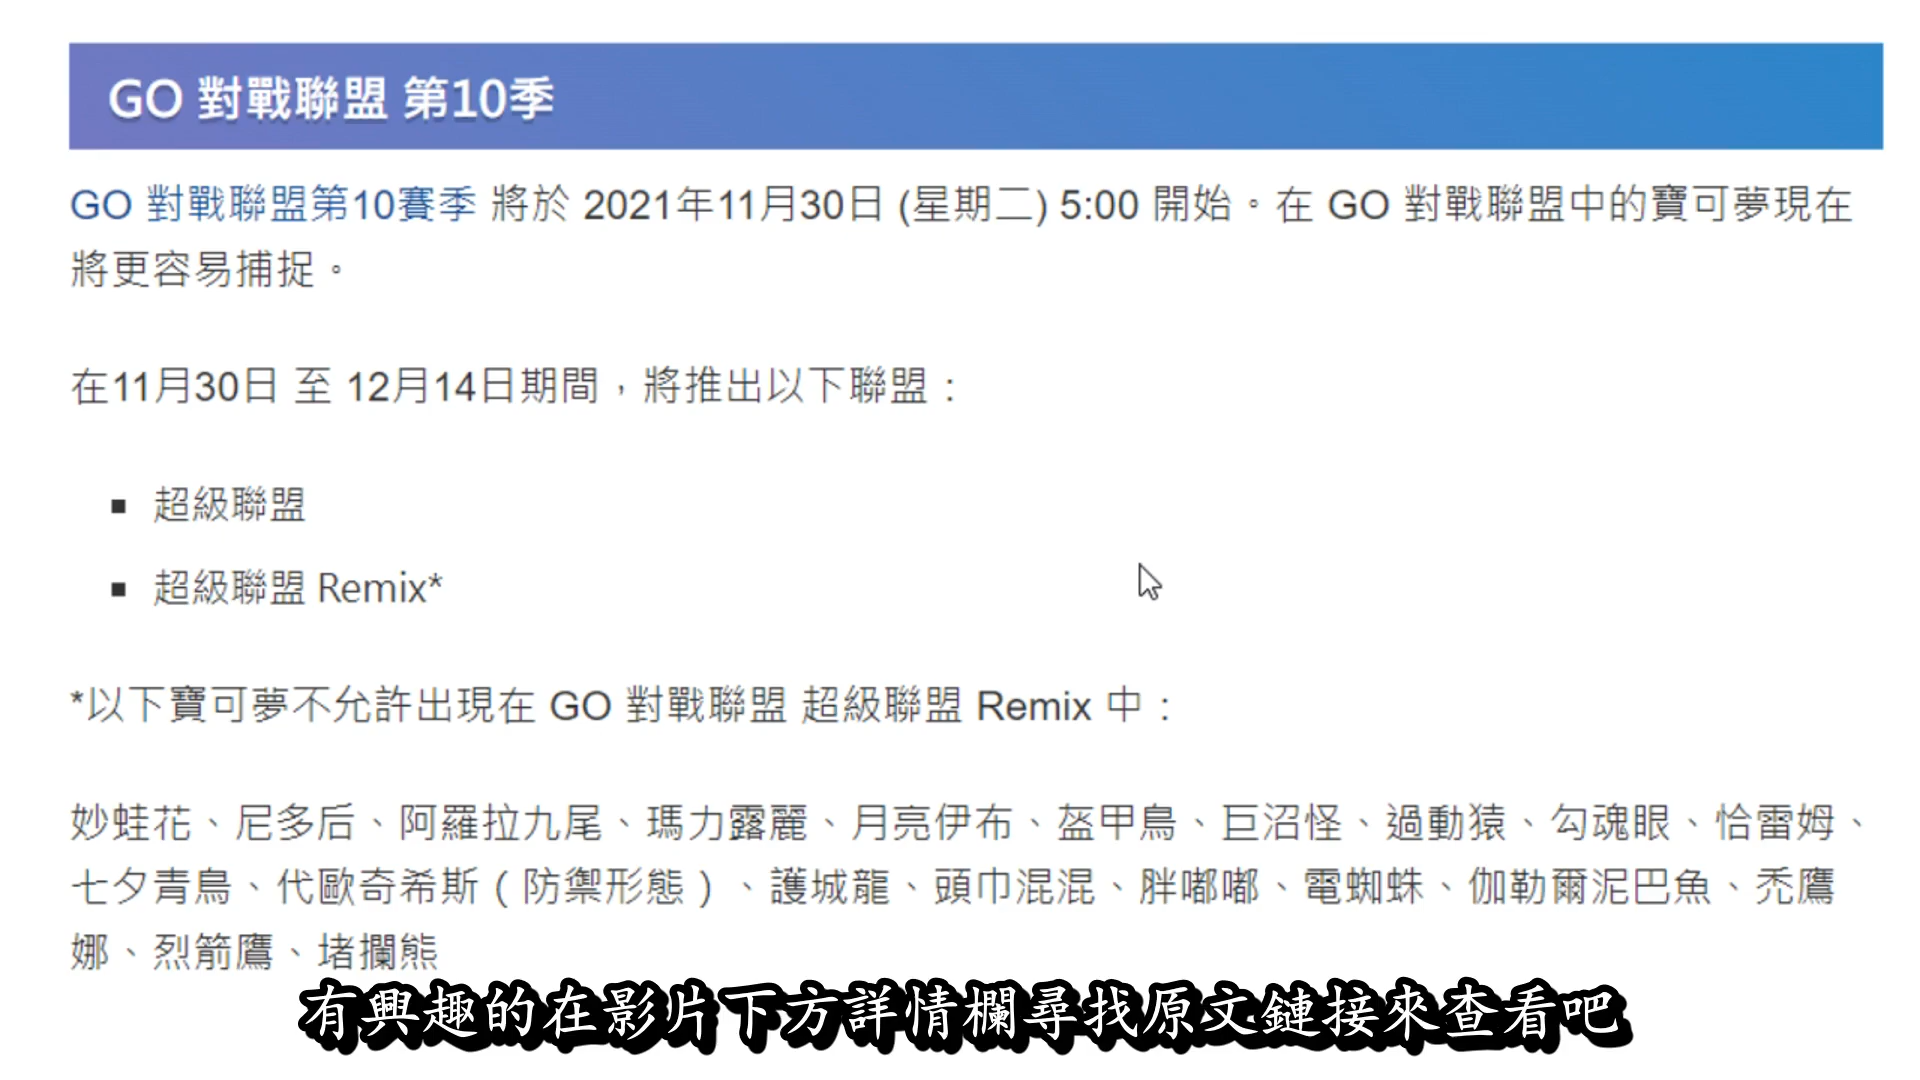 GO 對戰聯盟 第10季
GO 對戰聯盟第10賽季 將於 2021年11月30日 (星期二) 5:00 開始。在 GO 對戰聯盟中的寶可夢現在
將更容易捕捉。
在11月30日 至 12月14日期間，將推出以下聯盟：
▪ 超級聯盟
▪ 超級聯盟 Remix*
*以下寶可夢不允許出現在 GO 對戰聯盟 超級聯盟 Remix 中：
妙蛙花、尼多后、阿羅拉九尾、瑪力露麗、月亮伊布、盔甲鳥、巨沼怪、過動猿、勾魂眼、恰雷姆、
七夕青鳥、代歐奇希斯（防禦形態）、護城龍、頭巾混混、胖嘟嘟、電蜘蛛、伽勒爾泥巴魚、禿鷹
娜、烈箭鷹、堵攔熊
有興趣的在影片下方詳情欄尋找原文鏈接來查看吧